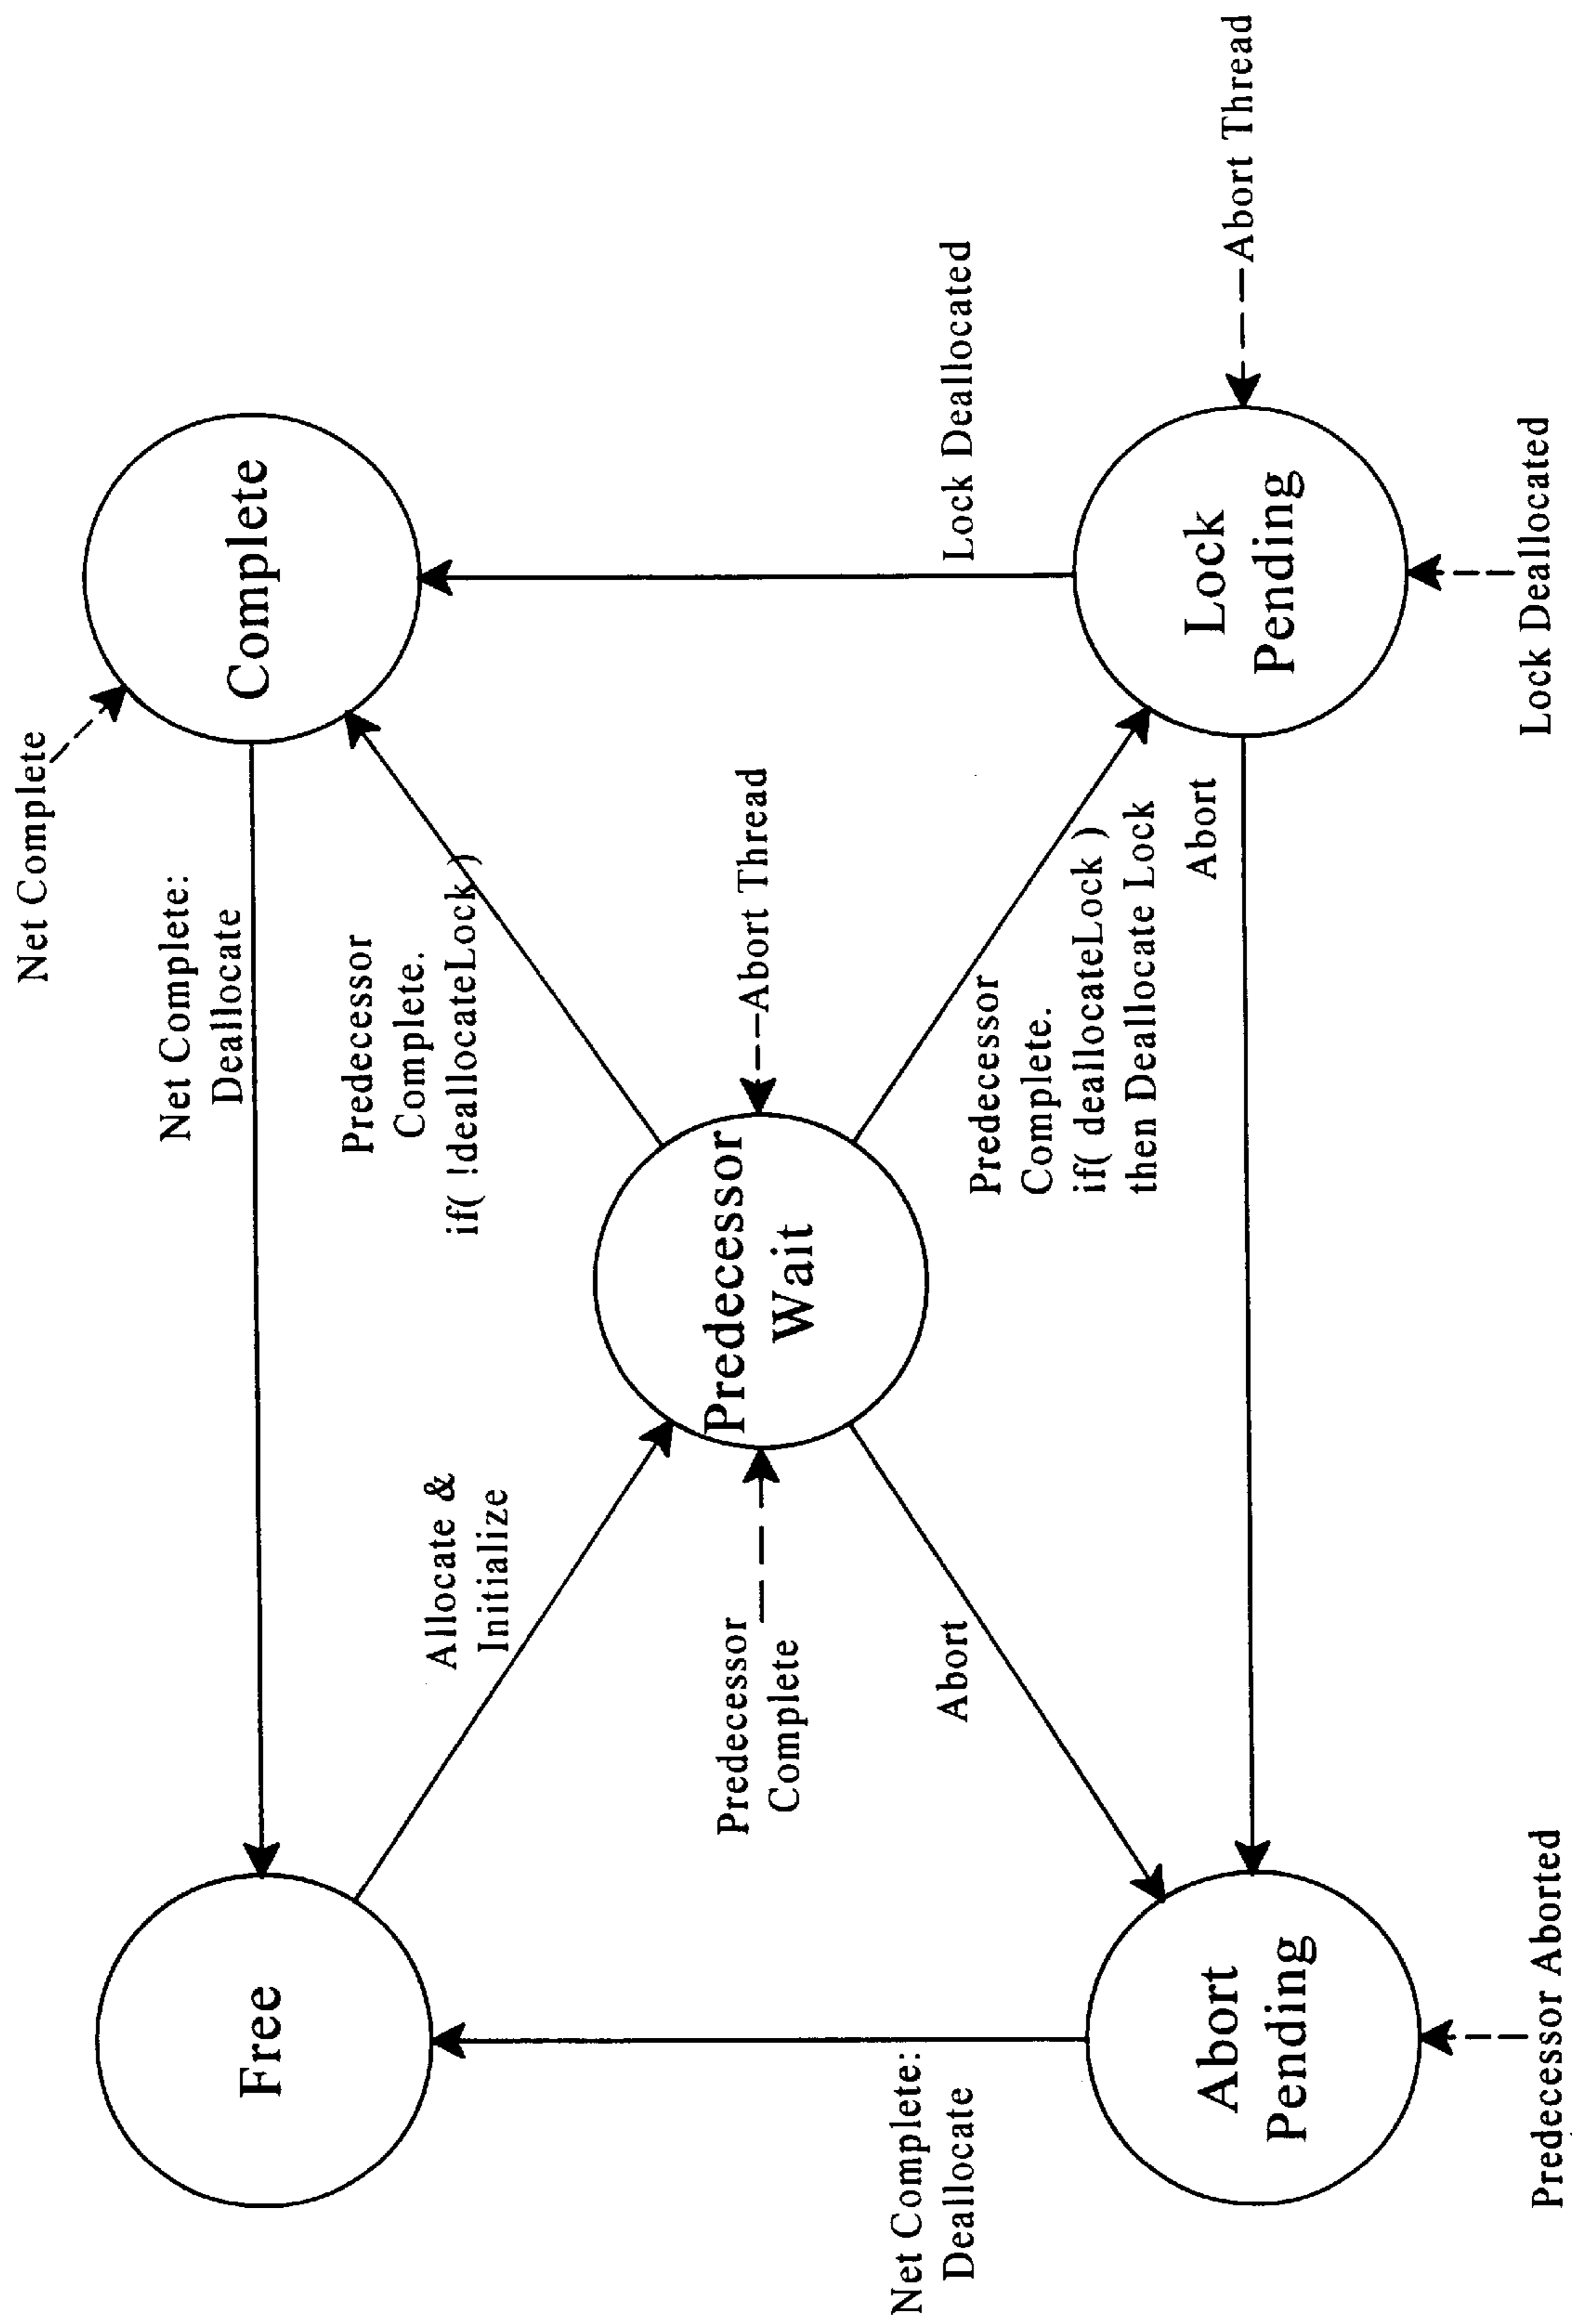 Net Complete
Net Complete:
Deallocate
Free
Complete
Predecessor
Complete.
if( !deallocateLock )
Allocate &
Initialize
Predecessor
Wait
Predecessor
Complete
Abort Thread
Net Complete:
Deallocate
Abort
Predecessor
Complete.
if( deallocateLock )
then Deallocate Lock
Lock Deallocated
Abort
Abort
Pending
Lock
Pending
Abort Thread
Predecessor Aborted
Lock Deallocated